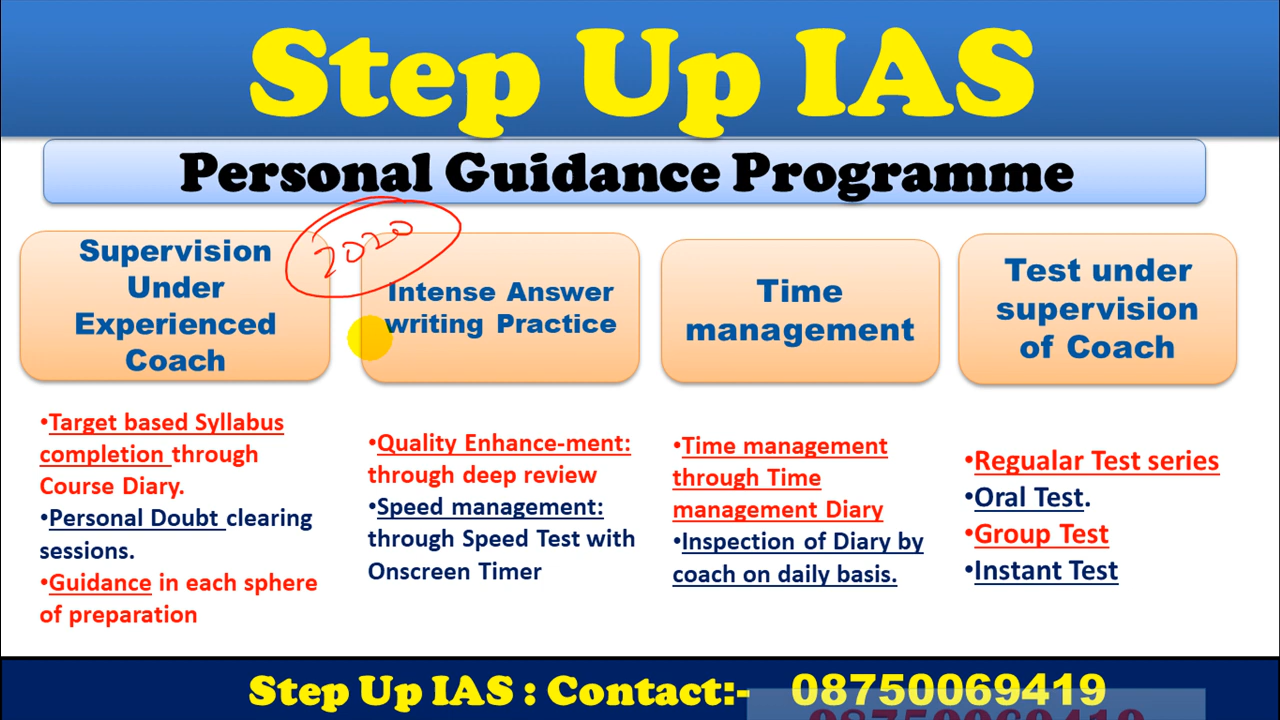 Step Up IAS
Personal Guidance Programme
2020
Supervision
Under
Experienced
Coach
•Target based Syllabus
completion through
Course Diary.
•Personal Doubt clearing
sessions.
•Guidance in each sphere
of preparation
Intense Answer
writing Practice
•Quality Enhance-ment:
through deep review
•Speed management:
through Speed Test with
Onscreen Timer
Time
management
•Time management
through Time
management Diary
•Inspection of Diary by
coach on daily basis.
Test under
supervision
of Coach
•Regualar Test series
•Oral Test.
•Group Test
•Instant Test
Step Up IAS : Contact:- 08750069419
08750069419